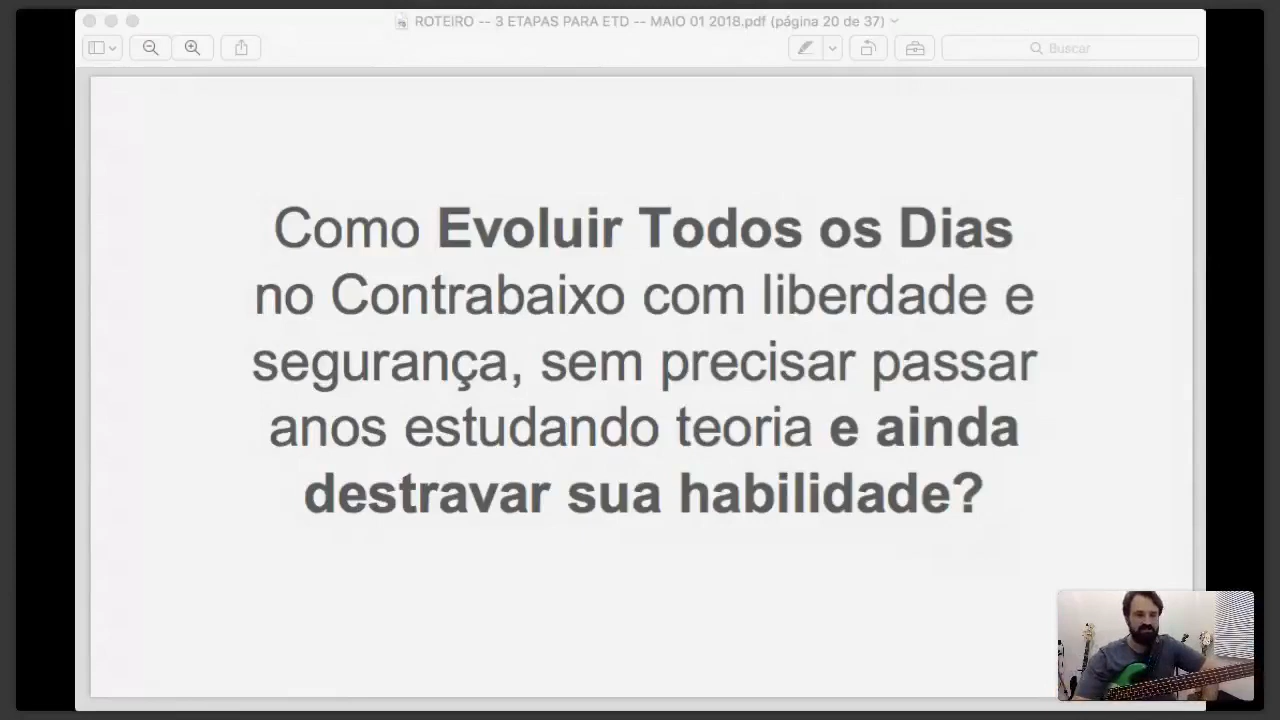 ROTEIRO -- 3 ETAPAS PARA ETD -- MAIO 01 2018.pdf (página 20 de 37)
Buscar
Como Evoluir Todos os Dias
no Contrabaixo com liberdade e
segurança, sem precisar passar
anos estudando teoria e ainda
destravar sua habilidade?